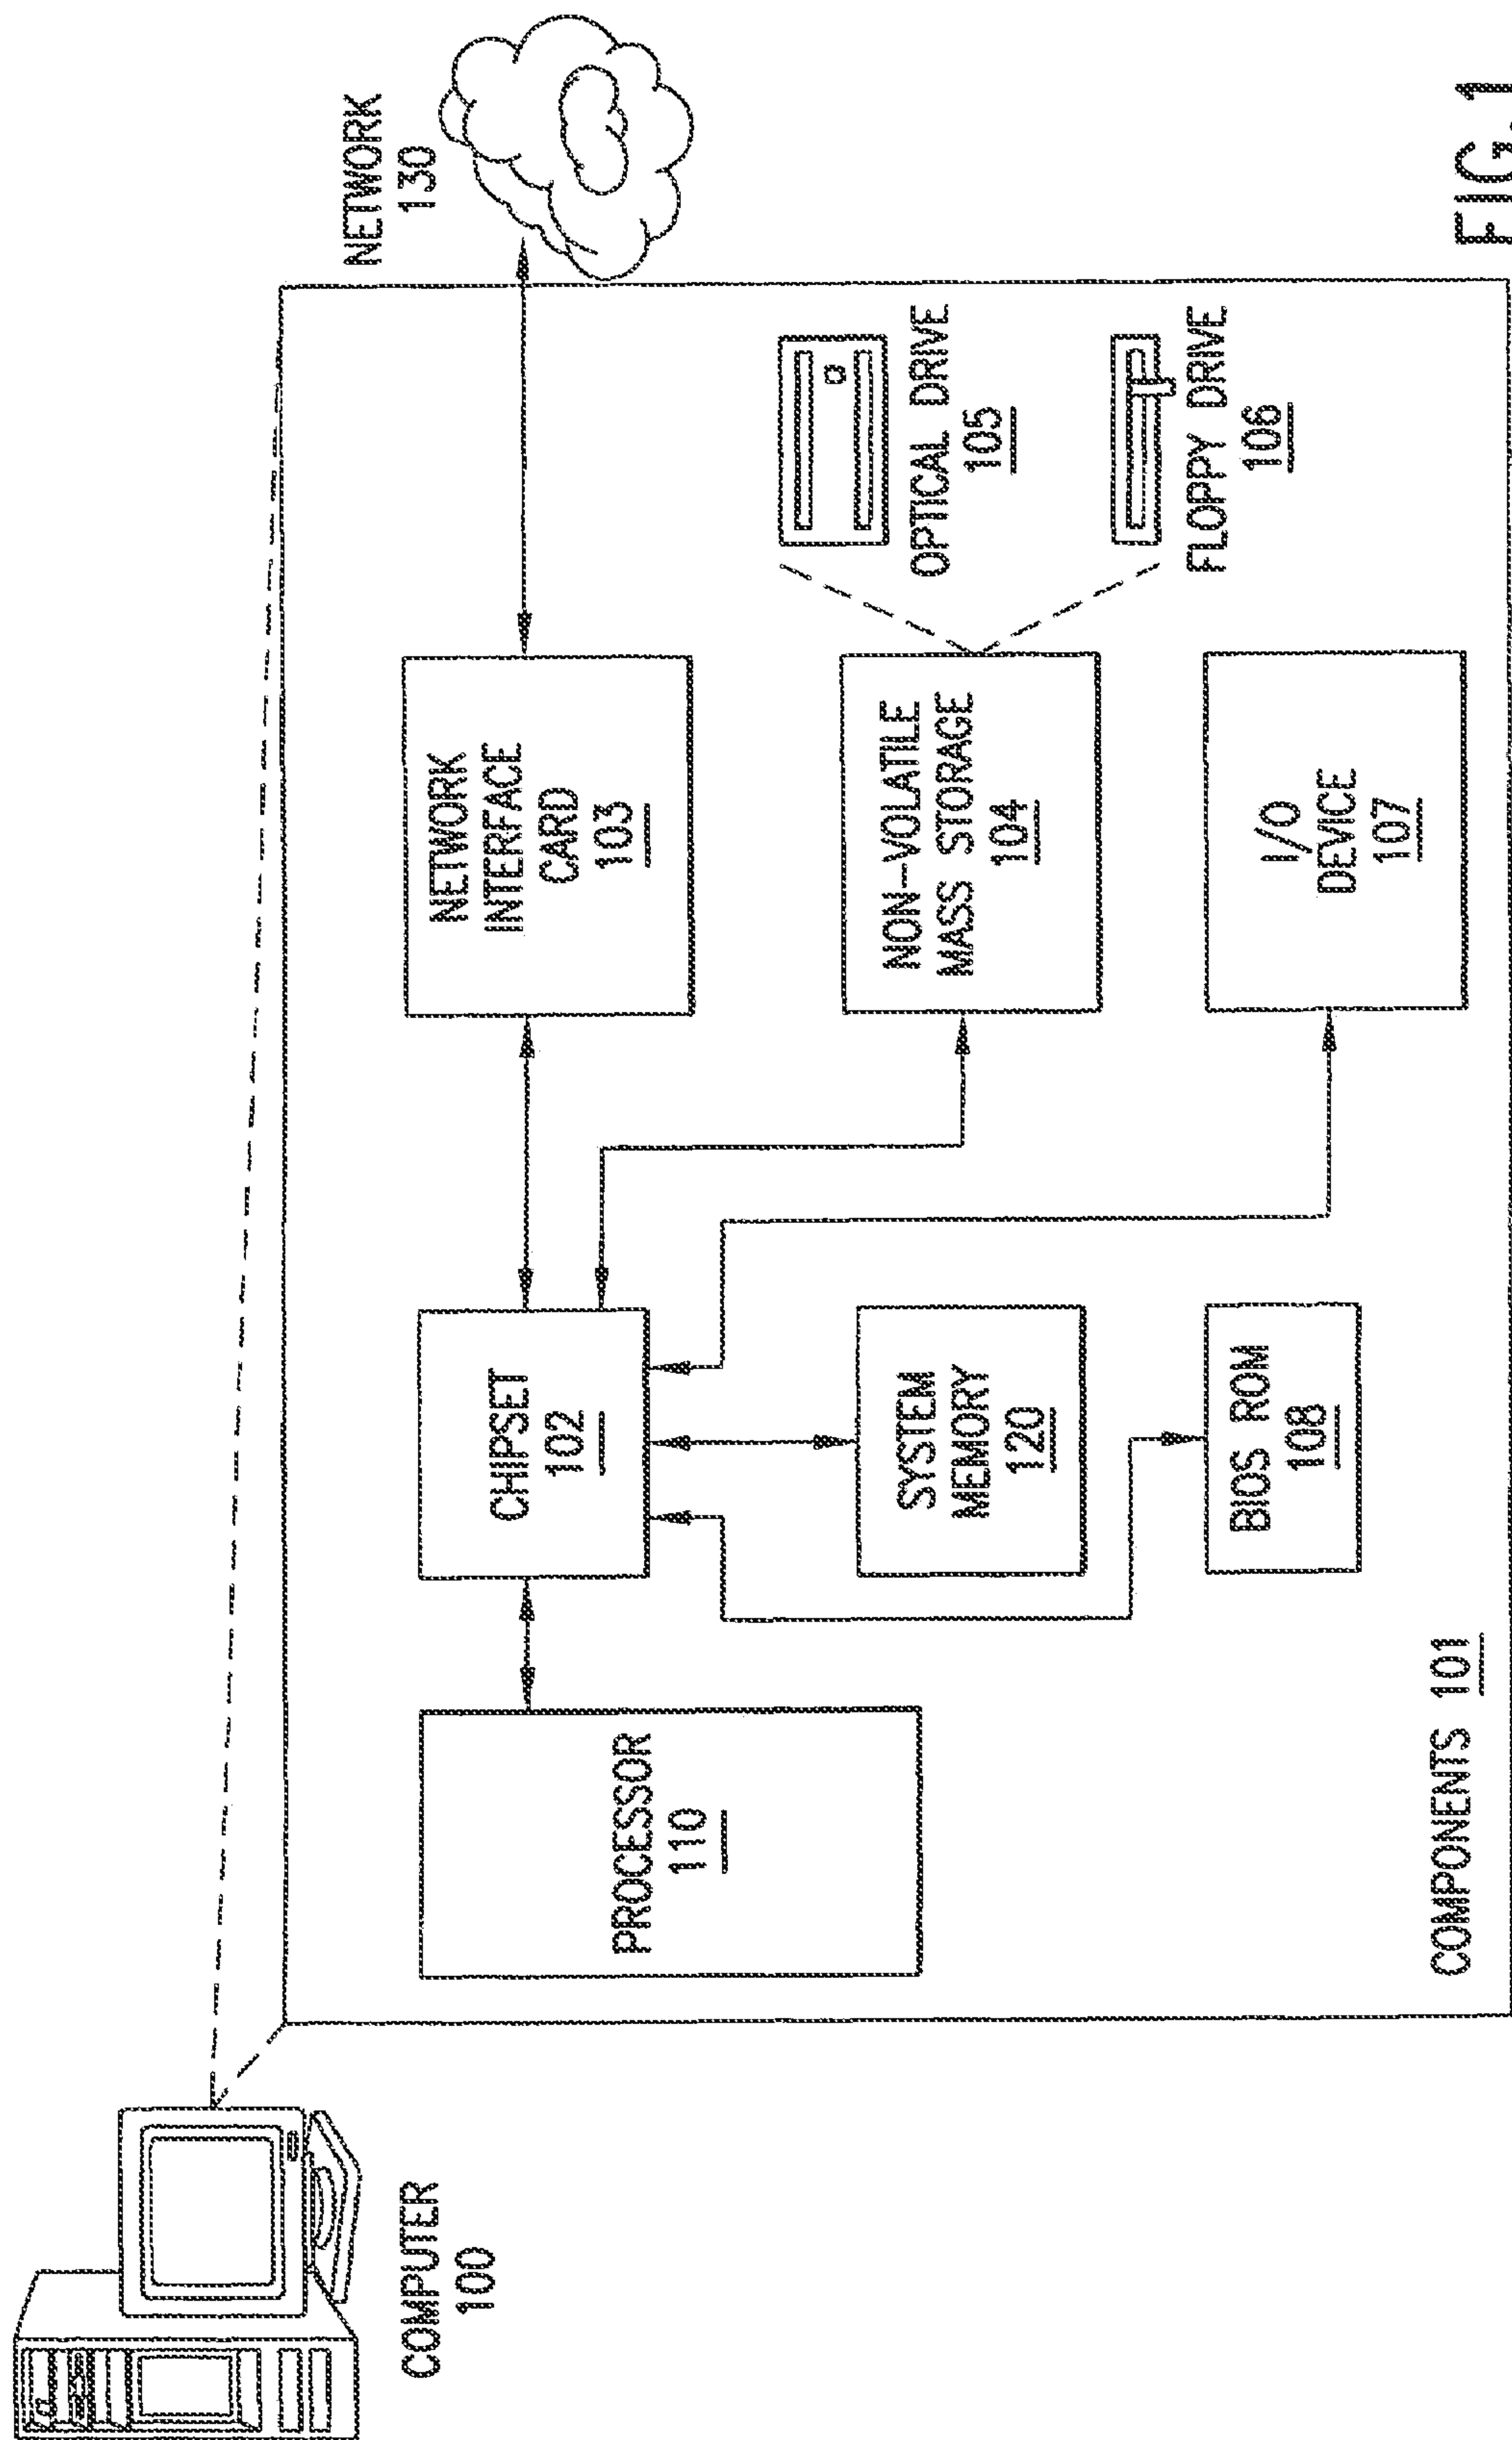 COMPUTER
100
NETWORK
130
PROCESSOR
110
CHIPSET
102
NETWORK
INTERFACE
CARD
103
SYSTEM
MEMORY
120
NON-VOLATILE
MASS STORAGE
104
OPTICAL DRIVE
105
BIOS ROM
108
I/O
DEVICE
107
FLOPPY DRIVE
106
COMPONENTS 101
FIG. 1